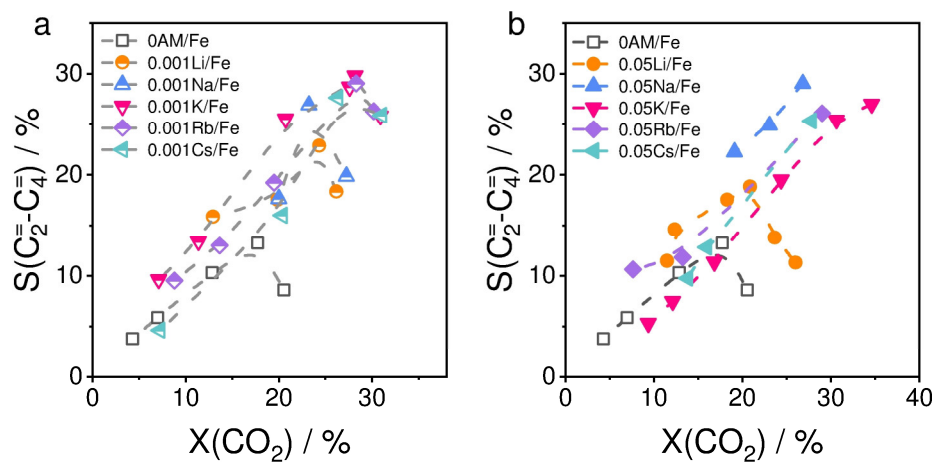 a
S(C₂⁼-C₄⁼) / %
30
20
10
0
0AM/Fe
0.001Li/Fe
0.001Na/Fe
0.001K/Fe
0.001Rb/Fe
0.001Cs/Fe
0 10 20 30
X(CO₂) / %
b
S(C₂⁼-C₄⁼) / %
30
20
10
0
0AM/Fe
0.05Li/Fe
0.05Na/Fe
0.05K/Fe
0.05Rb/Fe
0.05Cs/Fe
0 10 20 30 40
X(CO₂) / %